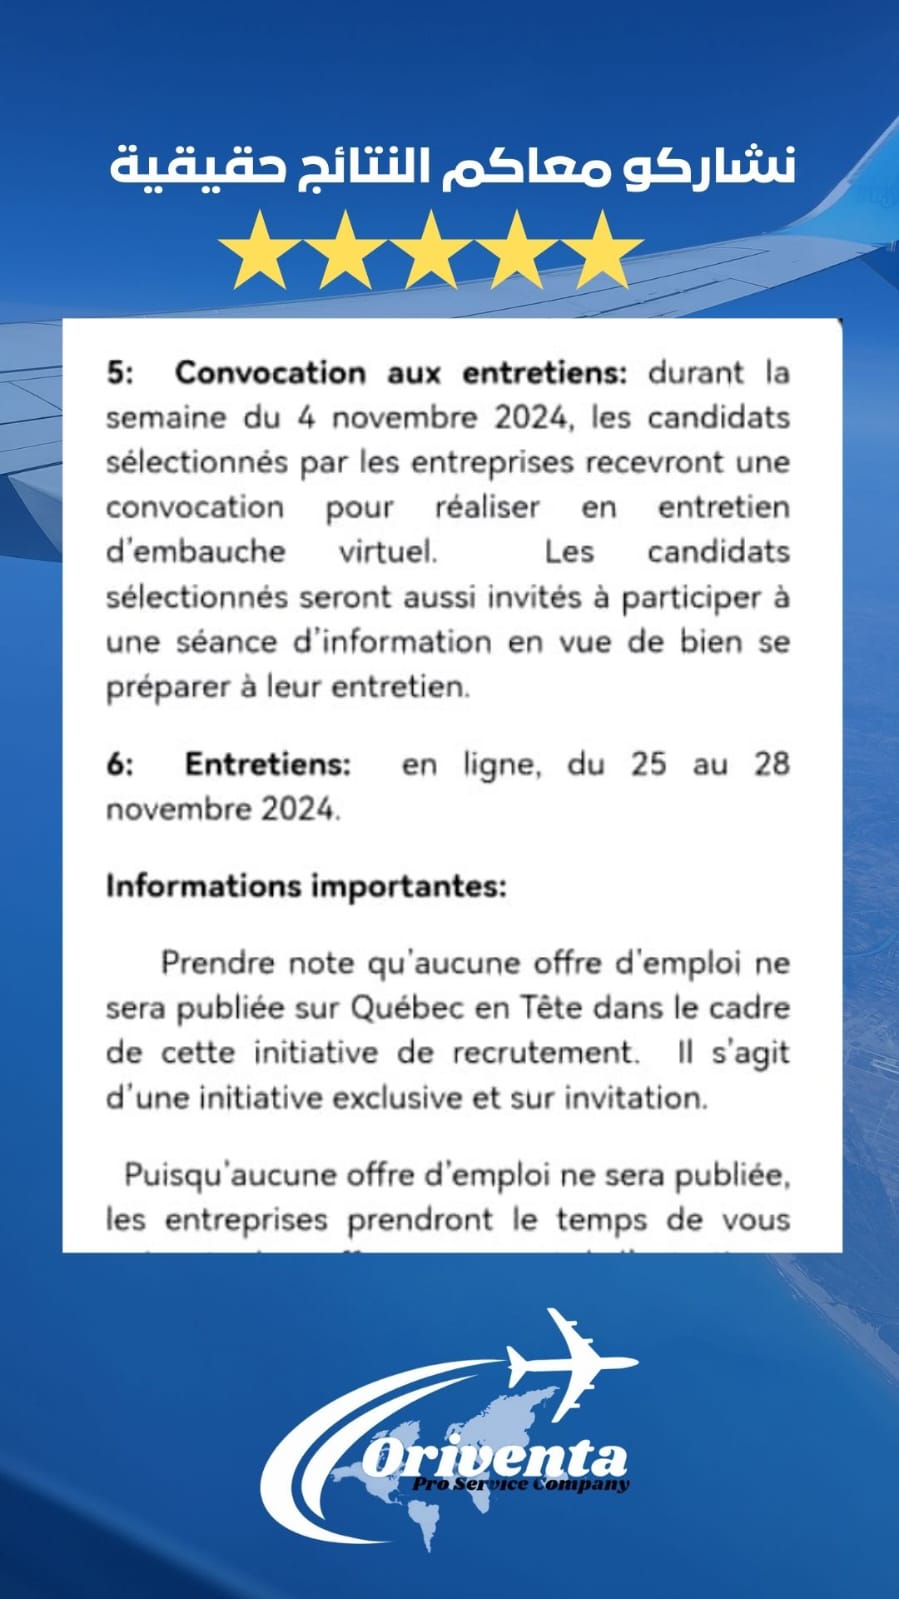 نشاركو معاكم النتائج حقيقية
5: Convocation aux entretiens: durant la
semaine du 4 novembre 2024, les candidats
sélectionnés par les entreprises recevront une
convocation pour réaliser en entretien
d'embauche virtuel. Les candidats
sélectionnés seront aussi invités à participer à
une séance d'information en vue de bien se
préparer à leur entretien.
6: Entretiens: en ligne, du 25 au 28
novembre 2024.
Informations importantes:
Prendre note qu'aucune offre d'emploi ne
sera publiée sur Québec en Tête dans le cadre
de cette initiative de recrutement. Il s'agit
d'une initiative exclusive et sur invitation.
Puisqu'aucune offre d'emploi ne sera publiée,
les entreprises prendront le temps de vous
Oriventa
Pro Service Company